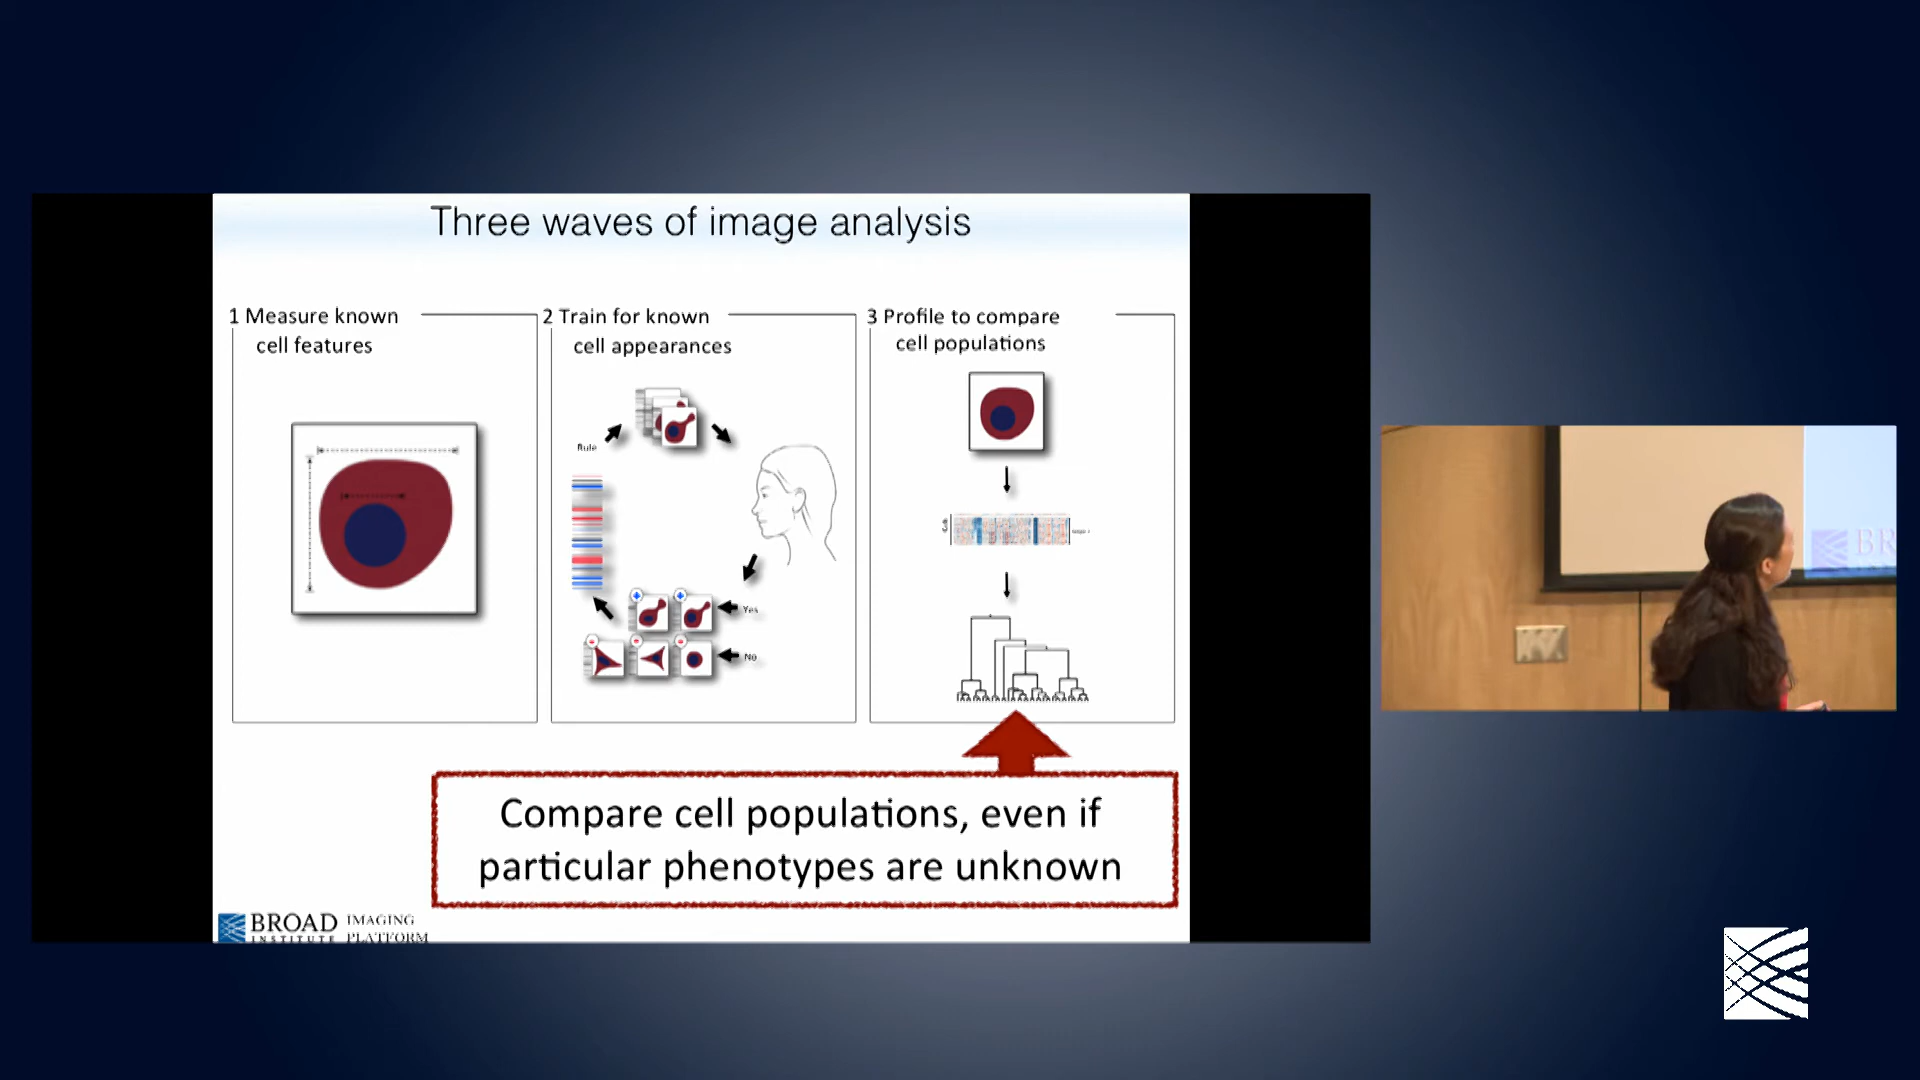 Three waves of image analysis
1 Measure known
cell features
2 Train for known
cell appearances
3 Profile to compare
cell populations
Rule
Yes
No
Compare cell populations, even if
particular phenotypes are unknown
BROAD
INSTITUTE
IMAGING
PLATFORM
BR